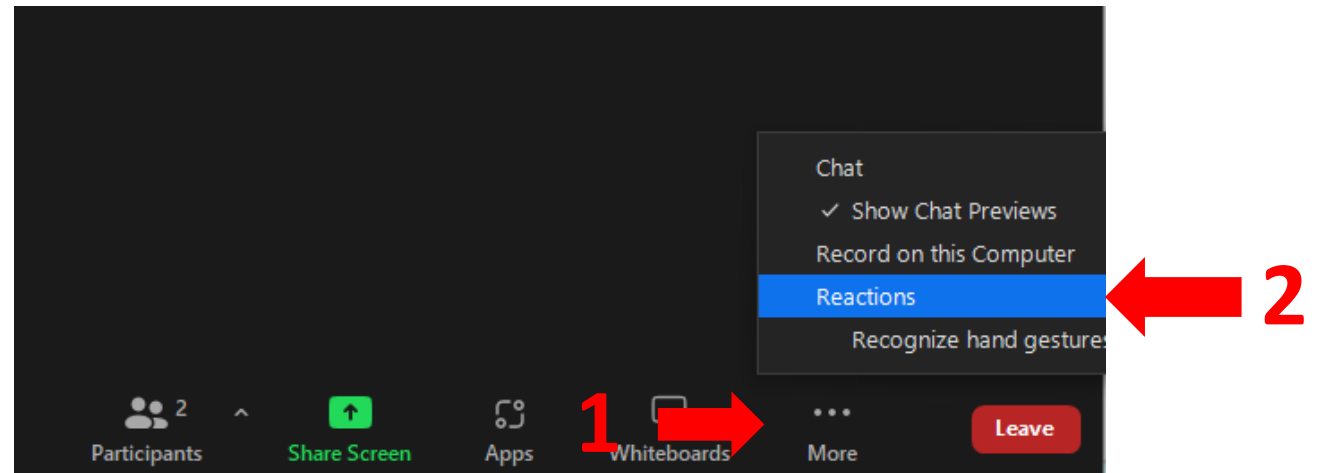 Chat
✓ Show Chat Previews
Record on this Computer
Reactions
2
Recognize hand gestures
2
1
Participants
Share Screen
Apps
Whiteboards
More
Leave